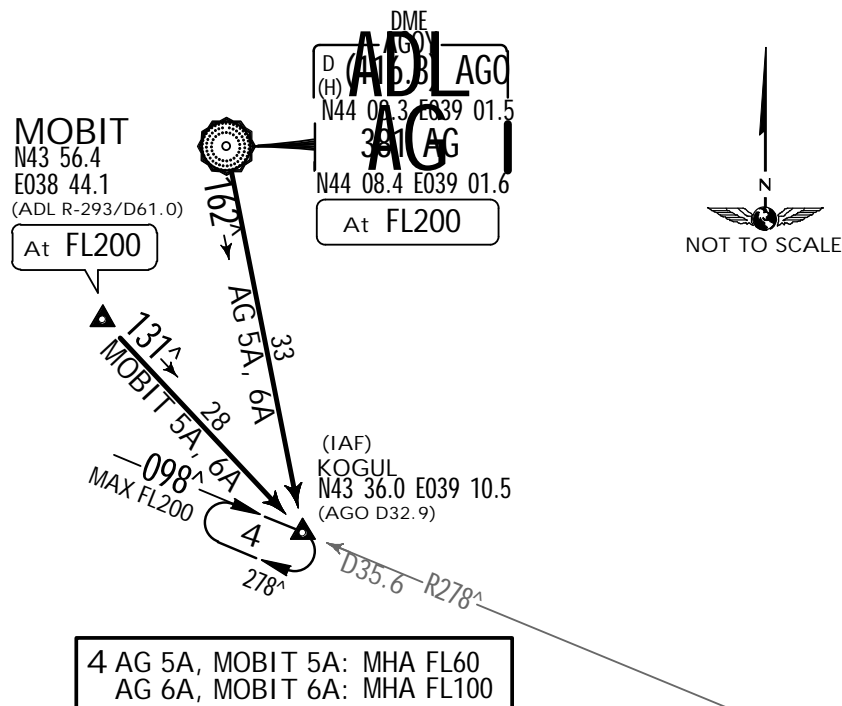 DME
AGOY
D
(H)
(116.8) AGO
ADL
N44 08.3 E039 01.5
381 AG
AG
N44 08.4 E039 01.6
At FL200
MOBIT
N43 56.4
E038 44.1
(ADL R-293/D61.0)
At FL200
N
NOT TO SCALE
162^
AG 5A, 6A
33
131^
MOBIT 5A, 6A
28
(IAF)
KOGUL
N43 36.0 E039 10.5
(AGO D32.9)
098^
MAX FL200
4
278^
D35.6
R278^
4 AG 5A, MOBIT 5A: MHA FL60
AG 6A, MOBIT 6A: MHA FL100